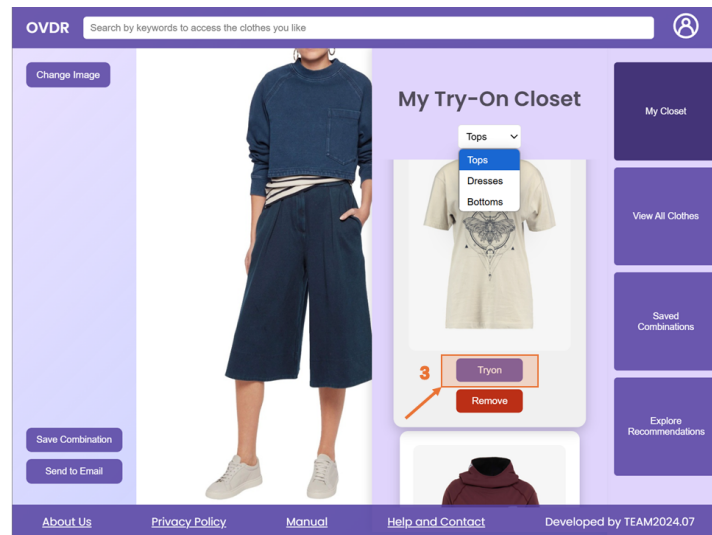 OVDR
Search by keywords to access the clothes you like
Change Image
My Try-On Closet
Tops
Tops
Dresses
Bottoms
3
Tryon
Remove
My Closet
View All Clothes
Saved
Combinations
Explore
Recommendations
Save Combination
Send to Email
About Us
Privacy Policy
Manual
Help and Contact
Developed by TEAM2024.07